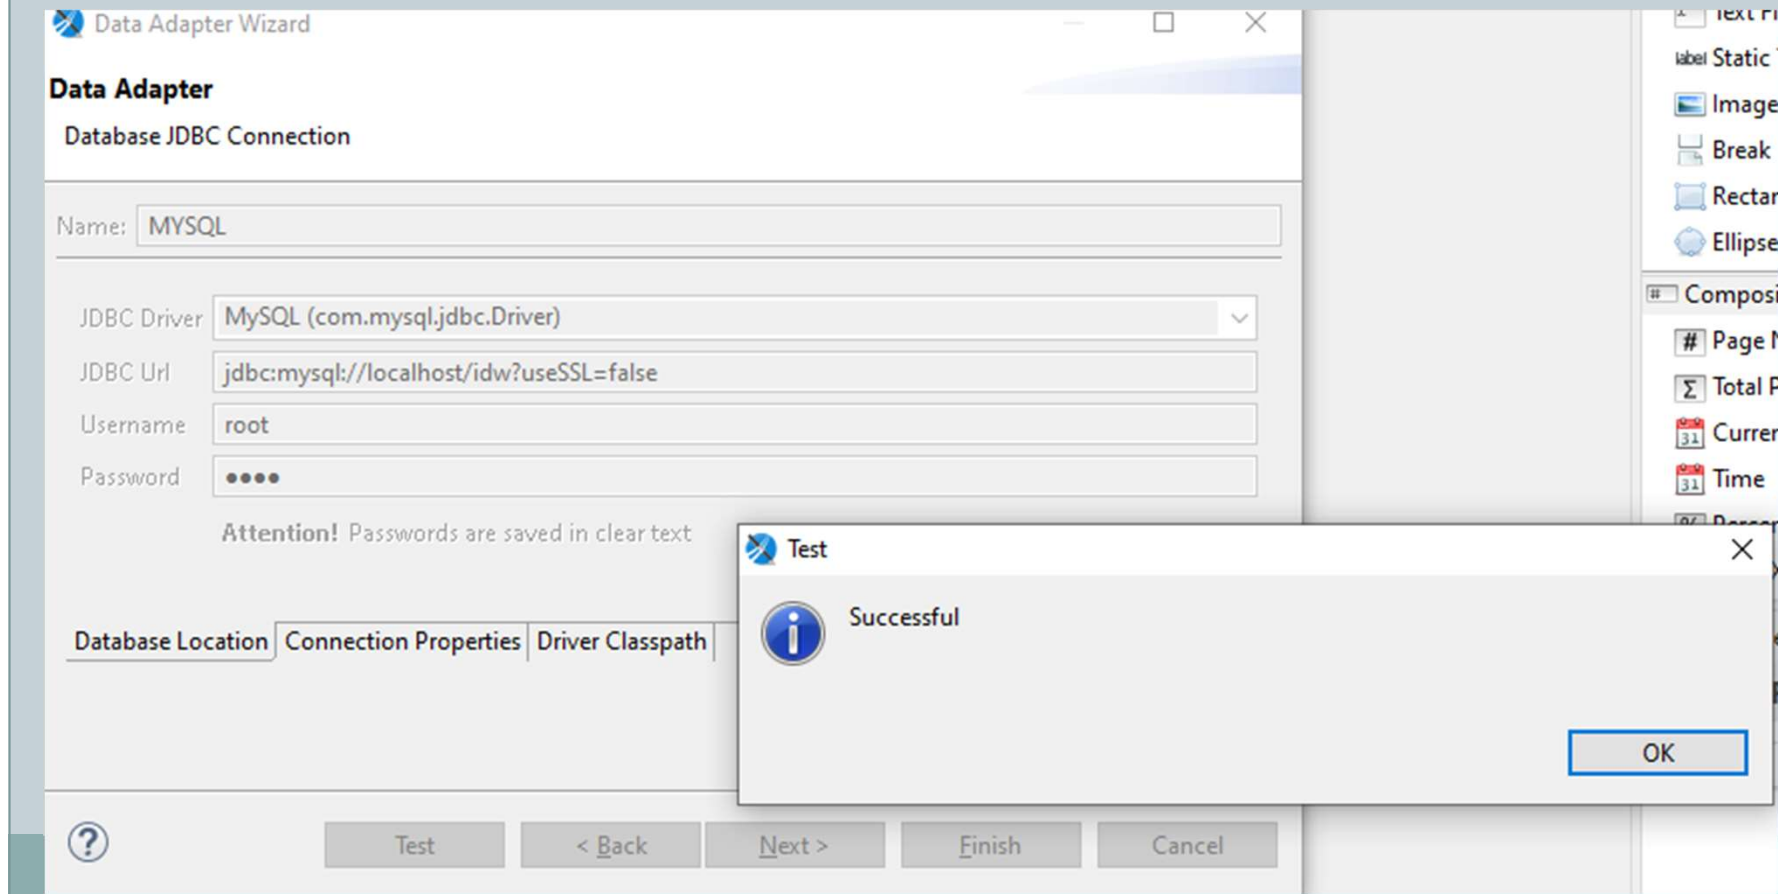 Data Adapter Wizard
Data Adapter
Database JDBC Connection
Name: MYSQL
JDBC Driver MySQL (com.mysql.jdbc.Driver)
JDBC Url jdbc:mysql://localhost/idw?useSSL=false
Username root
Password ••••
Attention! Passwords are saved in clear text
Database Location Connection Properties Driver Classpath
Test < Back Next > Finish Cancel
Test
Successful
OK
label Static
Image
Break
Ellipse
Page
Total
31 Time